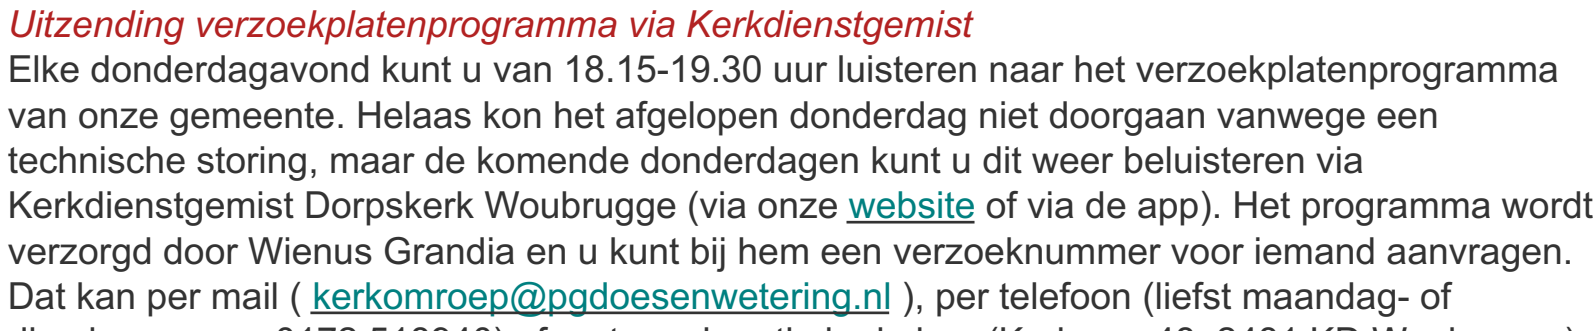 Uitzending verzoekplatenprogramma via Kerkdienstgemist
Elke donderdagavond kunt u van 18.15-19.30 uur luisteren naar het verzoekplatenprogramma
van onze gemeente. Helaas kon het afgelopen donderdag niet doorgaan vanwege een
technische storing, maar de komende donderdagen kunt u dit weer beluisteren via
Kerkdienstgemist Dorpskerk Woubrugge (via onze website of via de app). Het programma wordt
verzorgd door Wienus Grandia en u kunt bij hem een verzoeknummer voor iemand aanvragen.
Dat kan per mail ( kerkomroep@pgdoesenwetering.nl ), per telefoon (liefst maandag- of